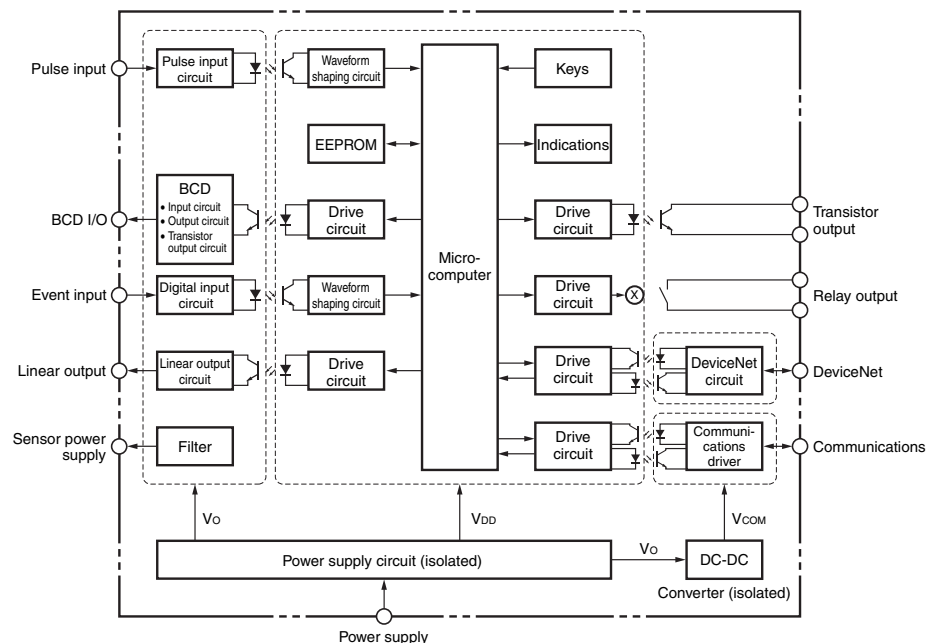 Pulse input
Pulse input
circuit
Waveform
shaping circuit
Keys
EEPROM
Indications
BCD I/O
BCD
• Input circuit
• Output circuit
• Transistor
output circuit
Drive
circuit
Micro-
computer
Drive
circuit
Transistor
output
Event input
Digital input
circuit
Waveform
shaping circuit
Drive
circuit
X
Relay output
Linear output
Linear output
circuit
Drive
circuit
Drive
circuit
DeviceNet
circuit
DeviceNet
Sensor power
supply
Filter
Drive
circuit
Communi-
cations
driver
Communications
VO
VDD
VCOM
Power supply circuit (isolated)
VO
DC-DC
Converter (isolated)
Power supply